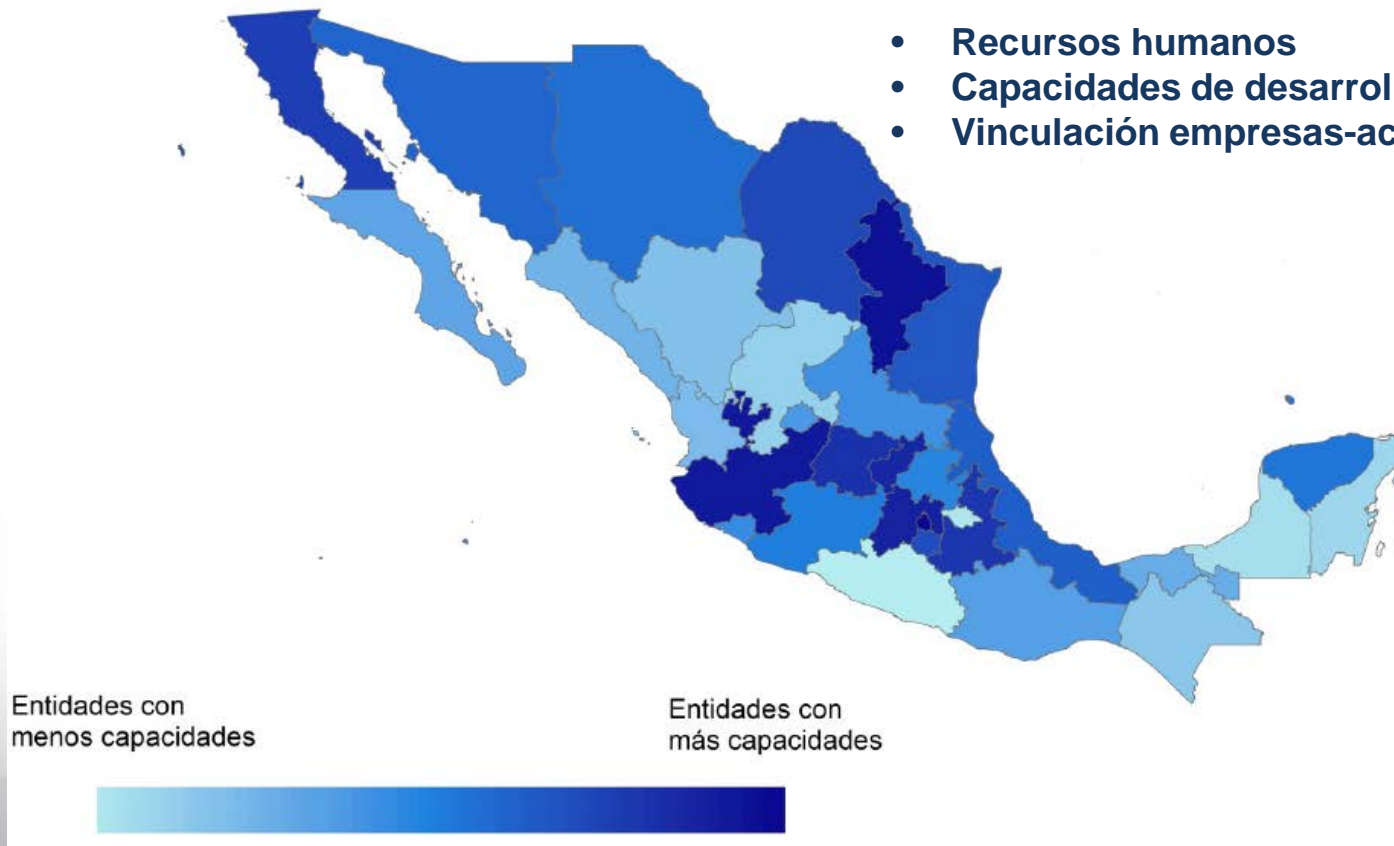 • Recursos humanos
• Capacidades de desarrol
• Vinculación empresas-ac
Entidades con
menos capacidades
Entidades con
más capacidades